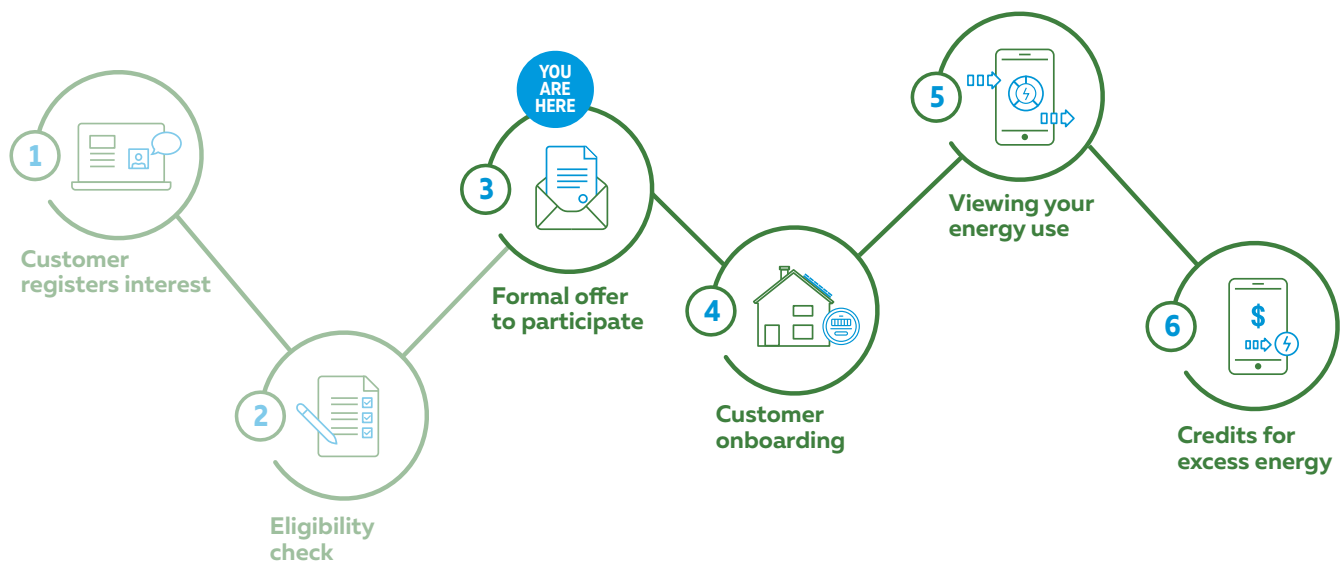 1
Customer
registers interest
2
Eligibility
check
YOU
ARE
HERE
3
Formal offer
to participate
4
Customer
onboarding
5
Viewing your
energy use
6
$
Credits for
excess energy